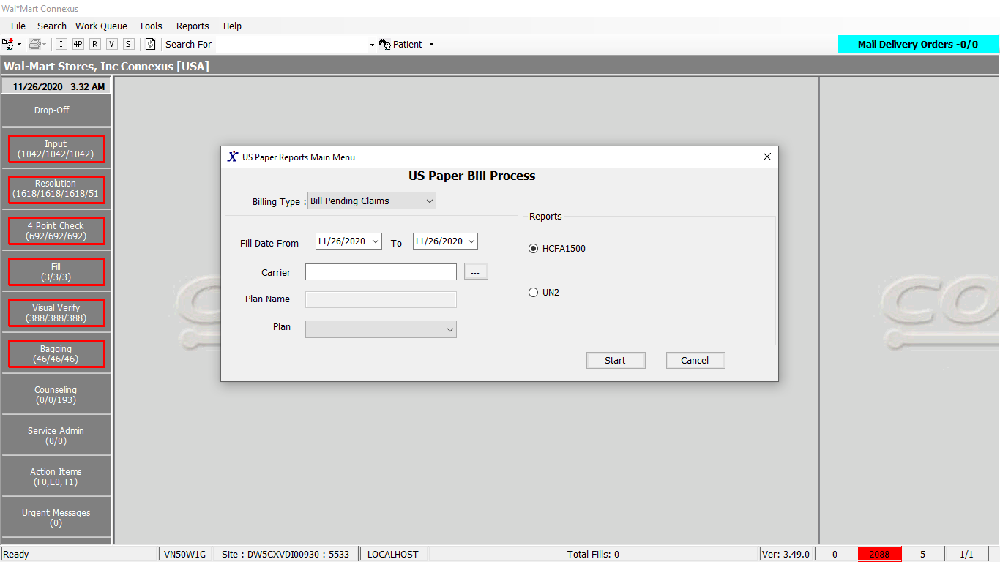 Wal*Mart Connexus
File Search Work Queue Tools Reports Help
I 4P R V S Search For Patient Mail Delivery Orders -0/0
Wal-Mart Stores, Inc Connexus [USA]
11/26/2020 3:32 AM
Drop-Off
Input
(1042/1042/1042)
Resolution
(1618/1618/1618/51
4 Point Check
(692/692/692)
Fill
(3/3/3)
Visual Verify
(388/388/388)
Bagging
(46/46/46)
Counseling
(0/0/193)
Service Admin
(0/0)
Action Items
(F0,E0,T1)
Urgent Messages
(0)
US Paper Reports Main Menu
US Paper Bill Process
Billing Type : Bill Pending Claims
Fill Date From 11/26/2020 To 11/26/2020
Carrier ...
Plan Name
Plan
Reports
HCFA1500
UN2
Start Cancel
CO
CO
Ready VN50W1G Site : DW5CXVDI00930 : 5533 LOCALHOST Total Fills: 0 Ver: 3.49.0 0 2088 5 1/1